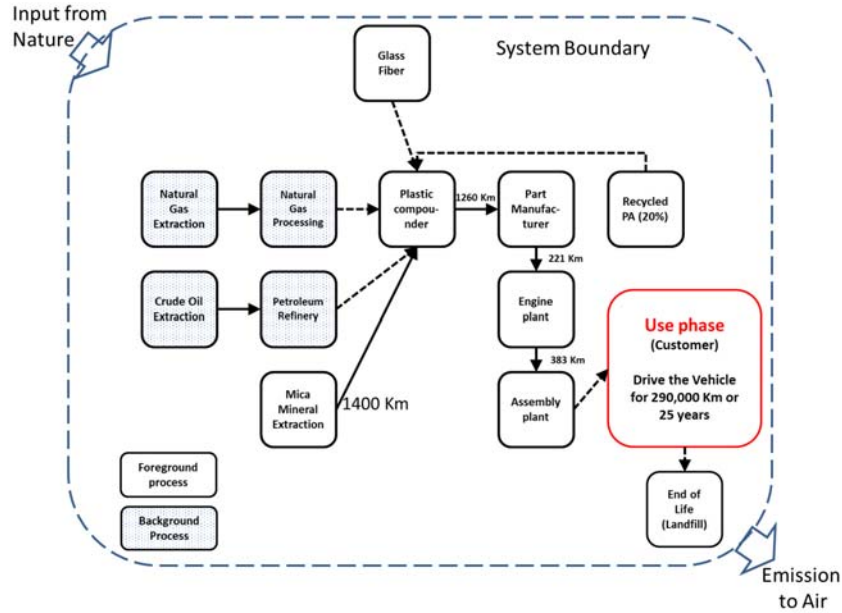 Input from
Nature
System Boundary
Glass
Fiber
Natural
Gas
Extraction
Natural
Gas
Processing
Plastic
compou-
nder
1260 Km
Part
Manufac-
turer
Recycled
PA (20%)
221 Km
Crude Oil
Extraction
Petroleum
Refinery
Engine
plant
383 Km
Mica
Mineral
Extraction
1400 Km
Assembly
plant
Use phase
(Customer)
Drive the Vehicle
for 290,000 Km or
25 years
Foreground
process
Background
Process
End of
Life
(Landfill)
Emission
to Air